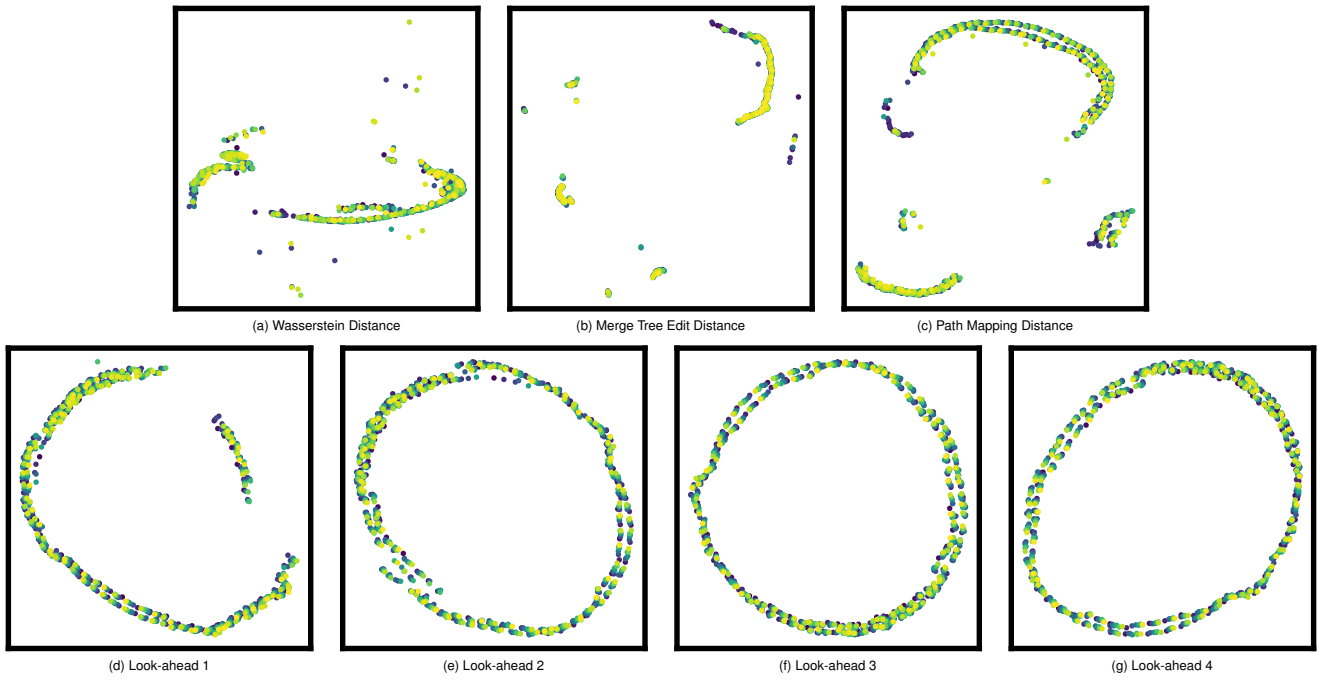 (a) Wasserstein Distance
(b) Merge Tree Edit Distance
(c) Path Mapping Distance
(d) Look-ahead 1
(e) Look-ahead 2
(f) Look-ahead 3
(g) Look-ahead 4